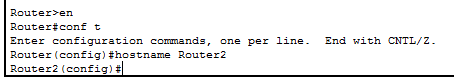 Router>en
Router#conf t
Enter configuration commands, one per line.  End with CNTL/Z.
Router(config)#hostname Router2
Router2(config)#